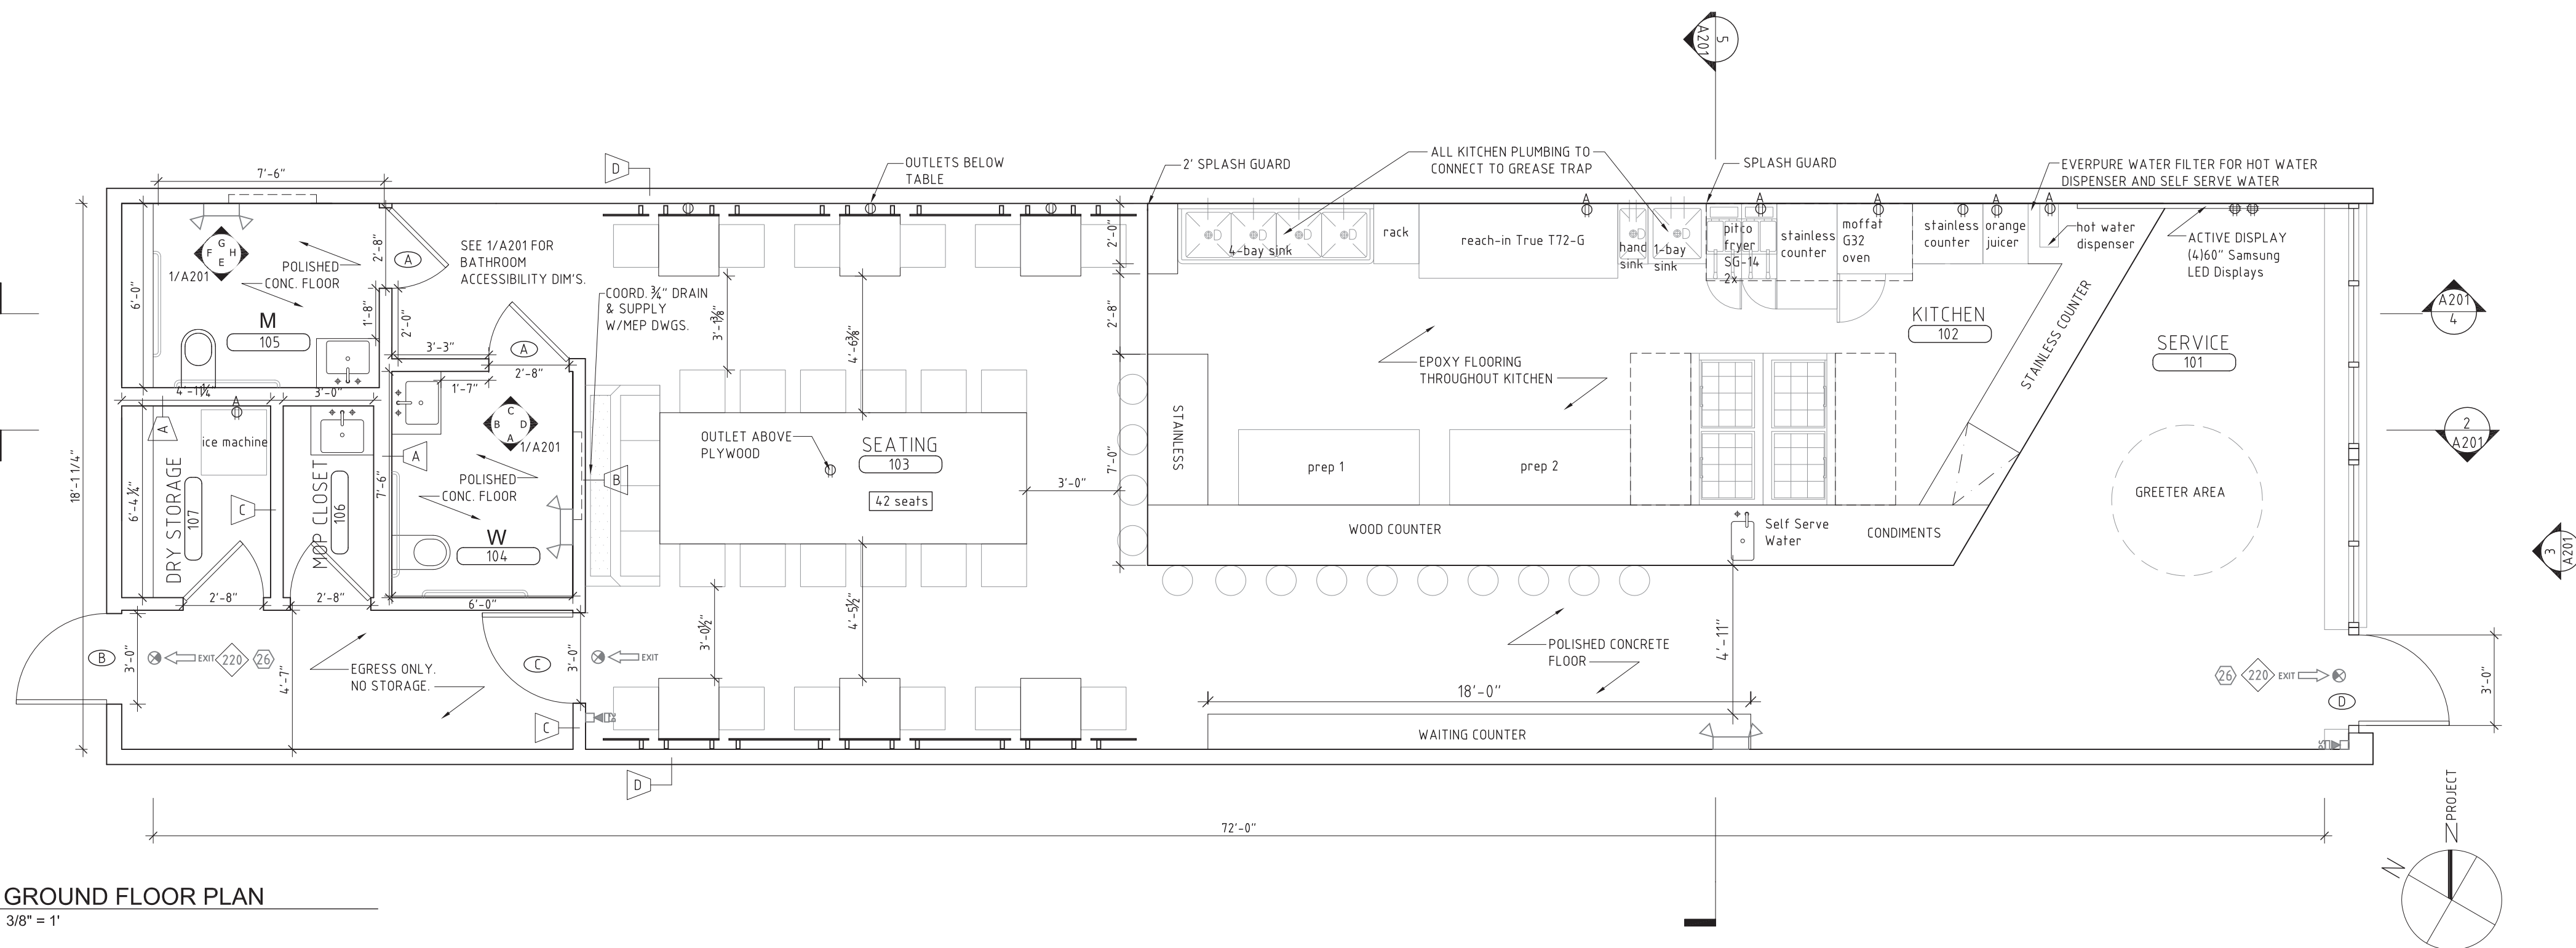 5
A201
D
OUTLETS BELOW
TABLE
2'-0"
2' SPLASH GUARD
ALL KITCHEN PLUMBING TO
CONNECT TO GREASE TRAP
SPLASH GUARD
EVERPURE WATER FILTER FOR HOT WATER
DISPENSER AND SELF SERVE WATER
7'-6"
G
F H
E
1/A201
POLISHED
CONC. FLOOR
2'-8"
A
SEE 1/A201 FOR
BATHROOM
ACCESSIBILITY DIM'S.
6'-0"
M
105
1'-8"
2'-0"
3'-3"
A
2'-8"
COORD. ¾" DRAIN
& SUPPLY
W/MEP DWGS.
3'-1⅜"
4'-6⅜"
2'-8"
4-bay sink
rack
reach-in True T72-G
A
hand
sink
1-bay
sink
A
pitco
fryer
SG-14
2x
stainless
counter
A
moffat
G32
oven
stainless
counter
A
orange
juicer
A
hot water
dispenser
ACTIVE DISPLAY
(4)60" Samsung
LED Displays
KITCHEN
102
EPOXY FLOORING
THROUGHOUT KITCHEN
STAINLESS COUNTER
SERVICE
101
A201
4
2
A201
3
A201
18'-1 1/4"
4'-11¼"
3'-0"
1'-7"
A
A
ice machine
DRY STORAGE
107
6'-4¼"
C
MOP CLOSET
106
7'-6"
A
C
B D
A
1/A201
POLISHED
CONC. FLOOR
W
104
B
OUTLET ABOVE
PLYWOOD
SEATING
103
42 seats
3'-0"
7'-0"
STAINLESS
prep 1
prep 2
GREETER AREA
WOOD COUNTER
Self Serve
Water
CONDIMENTS
2'-8"
2'-8"
6'-0"
B
3'-0"
EXIT
220
26
4'-7"
EGRESS ONLY.
NO STORAGE.
C
3'-0"
EXIT
C
3'-0½"
4'-5½"
POLISHED CONCRETE
FLOOR
4'-11"
18'-0"
WAITING COUNTER
26
220
EXIT
D
3'-0"
D
72'-0"
PROJECT
N
N
GROUND FLOOR PLAN
3/8" = 1'